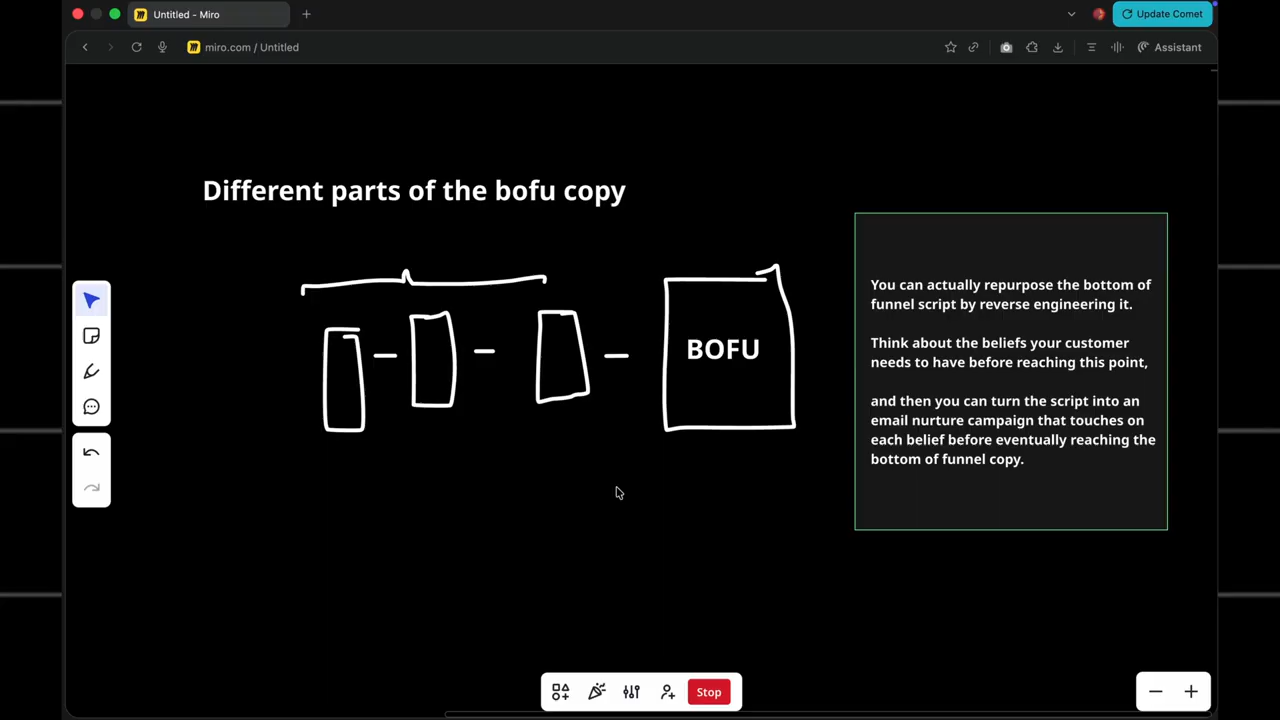 Untitled - Miro
Update Comet
miro.com / Untitled
Assistant
Different parts of the bofu copy
BOFU
You can actually repurpose the bottom of
funnel script by reverse engineering it.
Think about the beliefs your customer
needs to have before reaching this point,
and then you can turn the script into an
email nurture campaign that touches on
each belief before eventually reaching the
bottom of funnel copy.
Stop